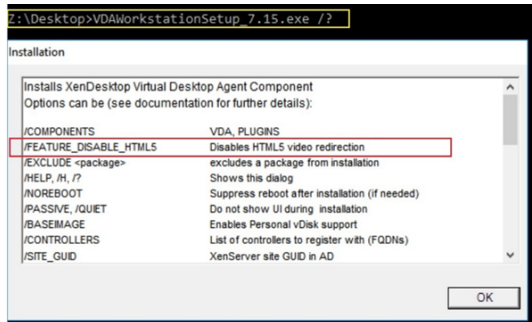 Z:\Desktop>VDAWorkstationSetup_7.15.exe /?
Installation
Installs XenDesktop Virtual Desktop Agent Component
Options can be (see documentation for further details):
/COMPONENTS VDA, PLUGINS
/FEATURE_DISABLE_HTML5 Disables HTML5 video redirection
/EXCLUDE <package> excludes a package from installation
/HELP, /H, /? Shows this dialog
/NOREBOOT Suppress reboot after installation (if needed)
/PASSIVE, /QUIET Do not show UI during installation
/BASEIMAGE Enables Personal vDisk support
/CONTROLLERS List of controllers to register with (FQDNs)
/SITE_GUID XenServer site GUID in AD
OK